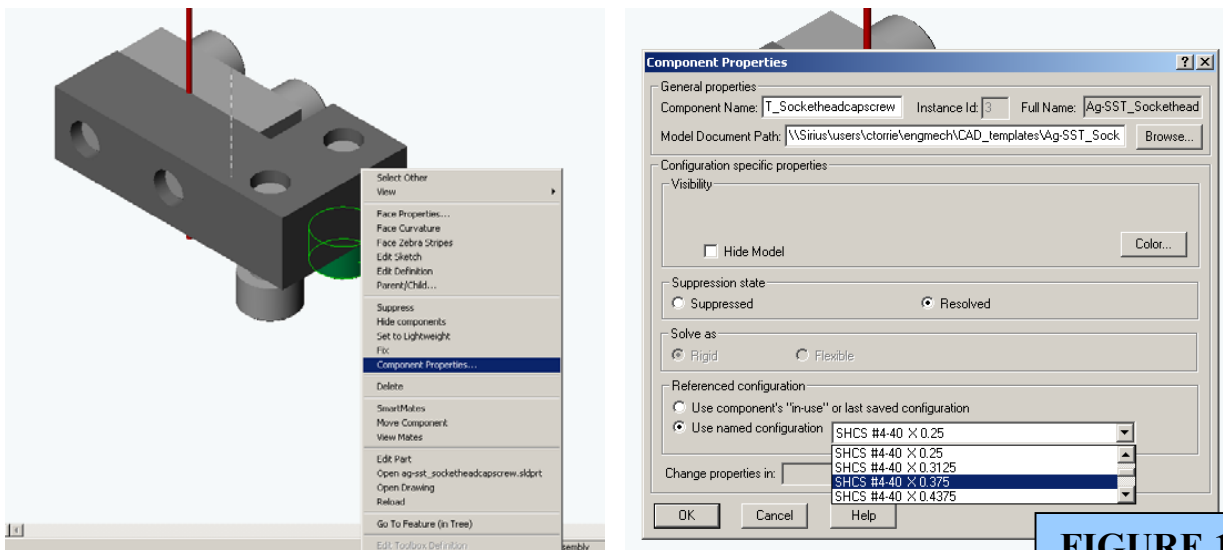 Select Other
View
Face Properties...
Face Curvature
Face Zebra Stripes
Edit Sketch
Edit Definition
Parent/Child...
Suppress
Hide components
Set to Lightweight
Fix
Component Properties...
Delete
SmartMates
Move Component
View Mates
Edit Part
Open ag-sst_socketheadcapscrew.sldprt
Open Drawing
Reload
Go To Feature (in Tree)
Edit Toolbox Definition
sembly
Component Properties
General properties
Component Name: T_Socketheadcapscrew Instance Id: 3 Full Name: Ag-SST_Sockethead
Model Document Path: \\Sirius\users\ctorrie\engmech\CAD_templates\Ag-SST_Sock Browse...
Configuration specific properties
Visibility
Hide Model Color...
Suppression state
Suppressed Resolved
Solve as
Rigid Flexible
Referenced configuration
Use component's "in-use" or last saved configuration
Use named configuration SHCS #4-40 X 0.25
SHCS #4-40 X 0.25
SHCS #4-40 X 0.3125
Change properties in: SHCS #4-40 X 0.375
SHCS #4-40 X 0.4375
OK Cancel Help
FIGURE 1